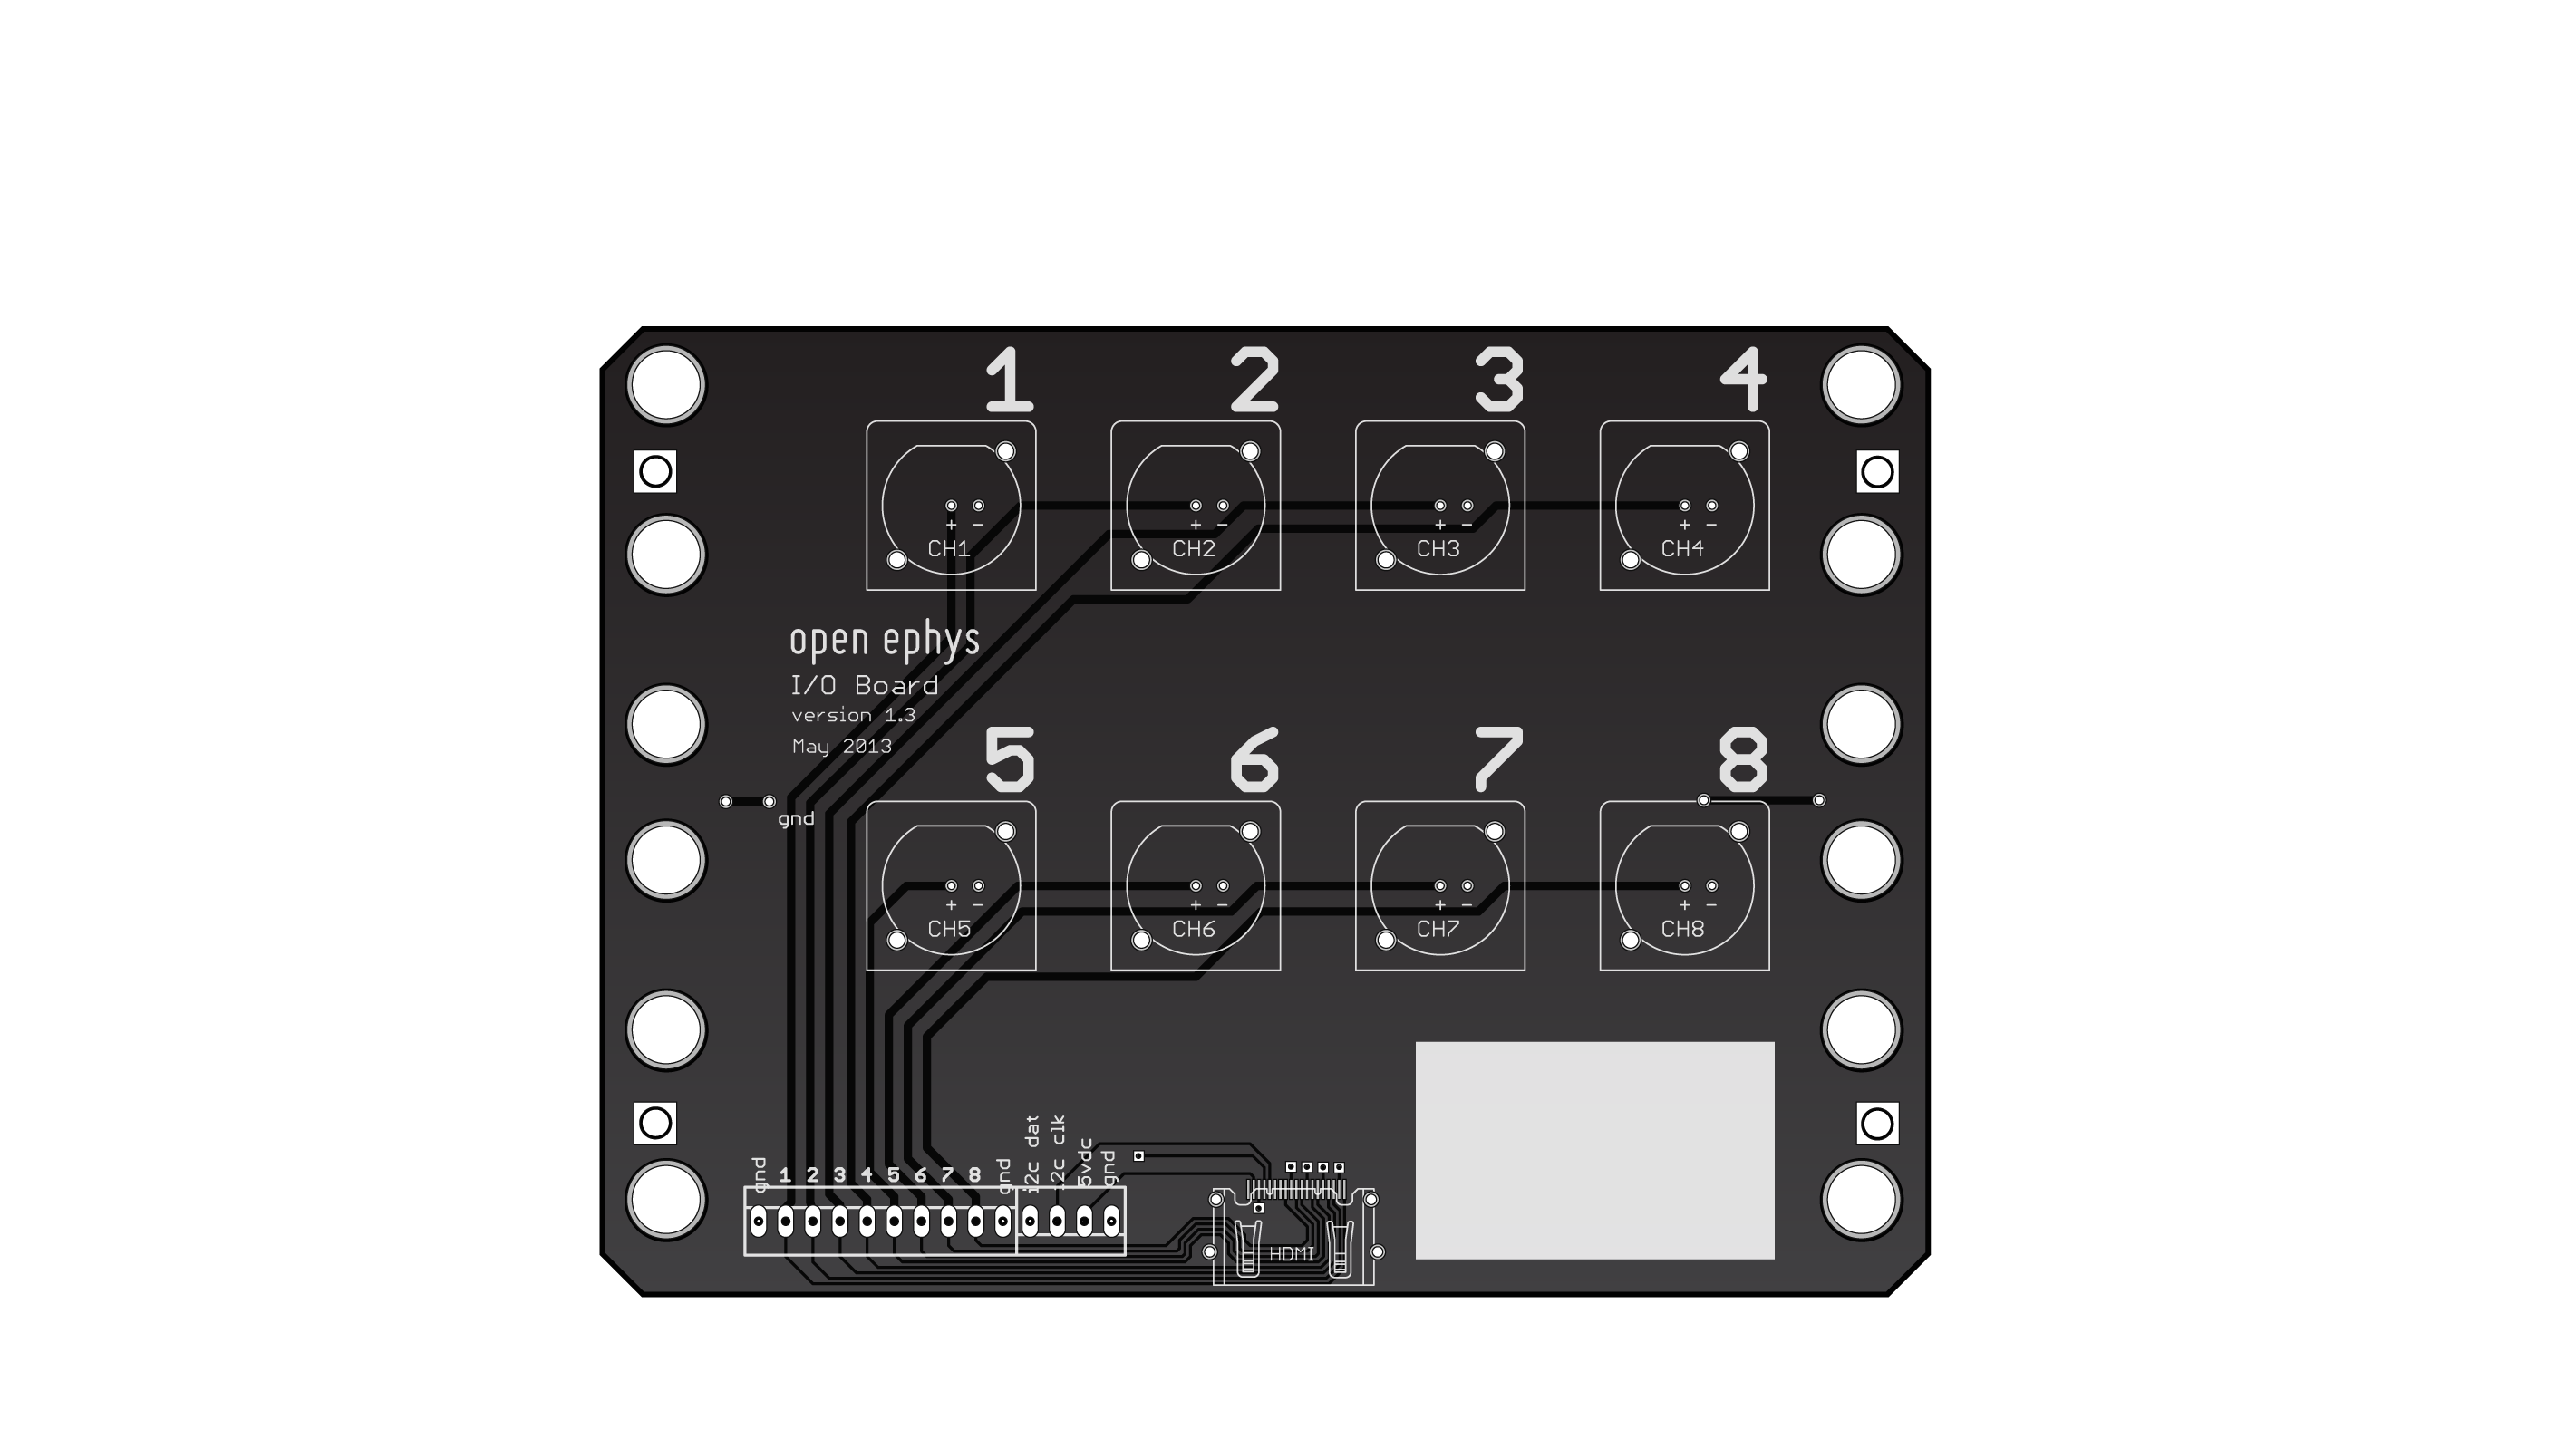 1 2 3 4
+ − + − + − + −
CH1 CH2 CH3 CH4
open ephys
I/O Board
version 1.3
May 2013
5 6 7 8
gnd
+ − + − + − + −
CH5 CH6 CH7 CH8
gnd 1 2 3 4 5 6 7 8 gnd i2c dat i2c clk 5vdc gnd
HDMI